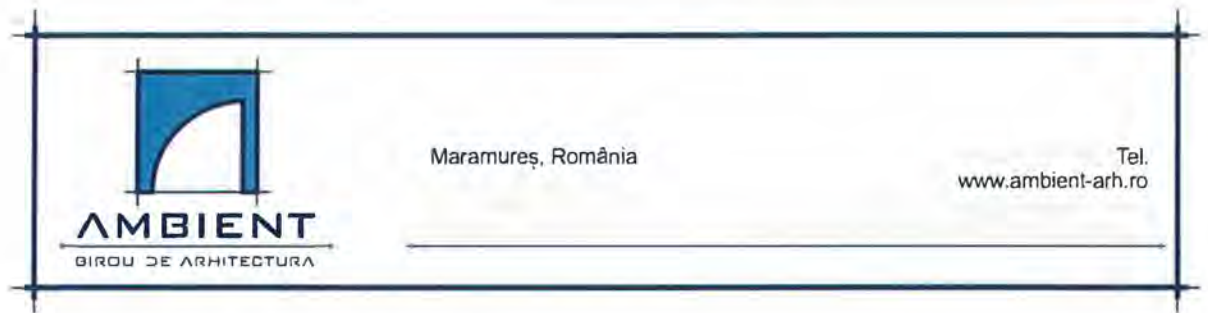 AMBIENT
BIROU DE ARHITECTURA
Maramureș, România
Tel.
www.ambient-arh.ro